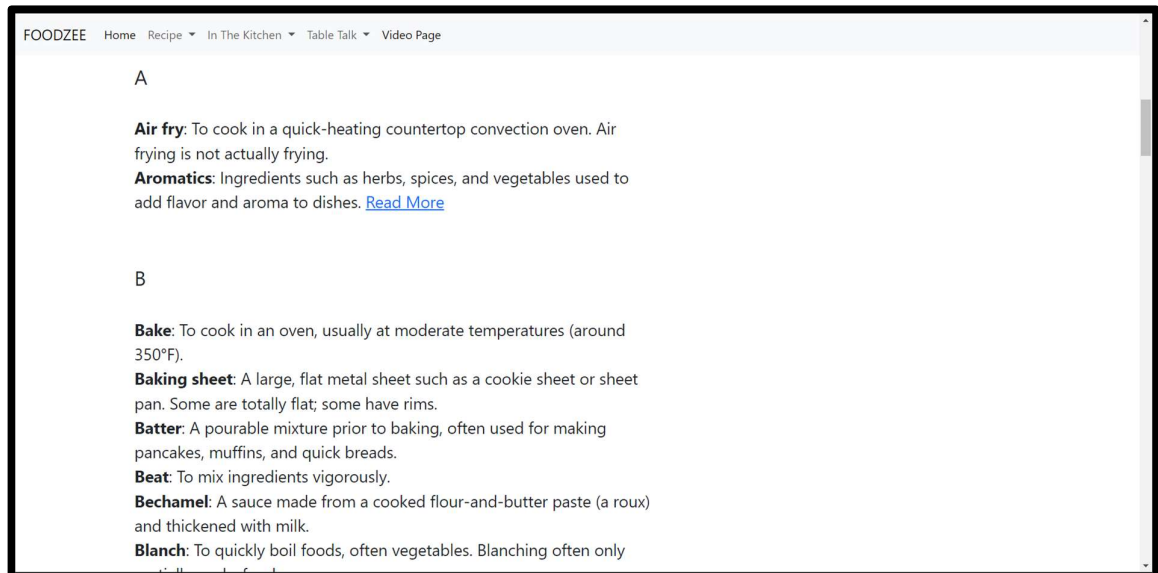 FOODZEE Home Recipe In The Kitchen Table Talk Video Page
A
Air fry: To cook in a quick-heating countertop convection oven. Air
frying is not actually frying.
Aromatics: Ingredients such as herbs, spices, and vegetables used to
add flavor and aroma to dishes. Read More
B
Bake: To cook in an oven, usually at moderate temperatures (around
350°F).
Baking sheet: A large, flat metal sheet such as a cookie sheet or sheet
pan. Some are totally flat; some have rims.
Batter: A pourable mixture prior to baking, often used for making
pancakes, muffins, and quick breads.
Beat: To mix ingredients vigorously.
Bechamel: A sauce made from a cooked flour-and-butter paste (a roux)
and thickened with milk.
Blanch: To quickly boil foods, often vegetables. Blanching often only